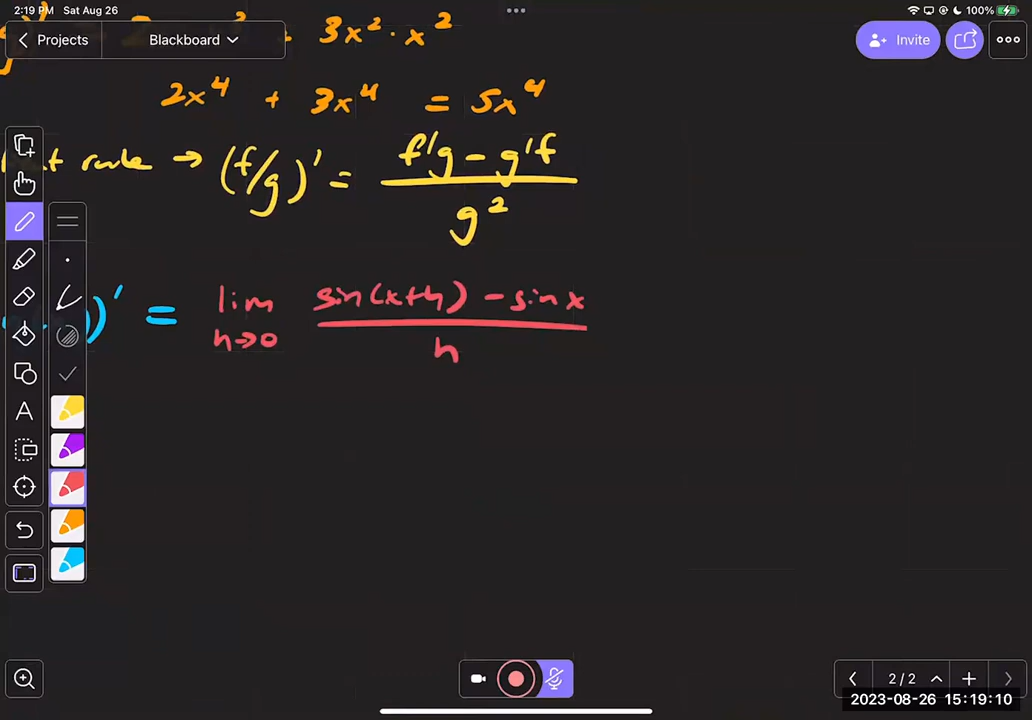 2:19 PM Sat Aug 26
100%
Projects
Blackboard
Invite
3x² · x²
2x⁴ + 3x⁴ = 5x⁴
→ (f/g)' = f'g - g'f / g²
)' = lim h→0 sin(x+h) - sin x / h
A
2 / 2
2023-08-26 15:19:10